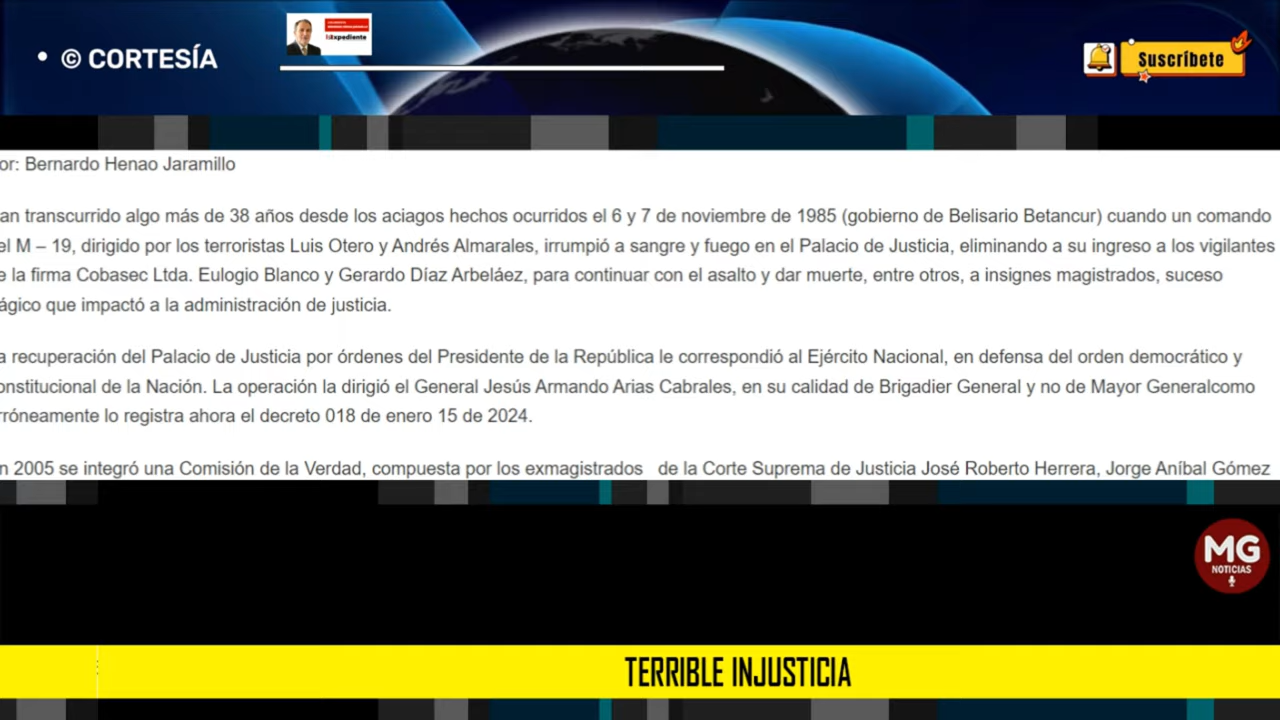 • © CORTESÍA
Expediente
Suscríbete
or: Bernardo Henao Jaramillo
an transcurrido algo más de 38 años desde los aciagos hechos ocurridos el 6 y 7 de noviembre de 1985 (gobierno de Belisario Betancur) cuando un comando
el M – 19, dirigido por los terroristas Luis Otero y Andrés Almarales, irrumpió a sangre y fuego en el Palacio de Justicia, eliminando a su ingreso a los vigilantes
e la firma Cobasec Ltda. Eulogio Blanco y Gerardo Díaz Arbeláez, para continuar con el asalto y dar muerte, entre otros, a insignes magistrados, suceso
ágico que impactó a la administración de justicia.
a recuperación del Palacio de Justicia por órdenes del Presidente de la República le correspondió al Ejército Nacional, en defensa del orden democrático y
onstitucional de la Nación. La operación la dirigió el General Jesús Armando Arias Cabrales, en su calidad de Brigadier General y no de Mayor Generalcomo
rróneamente lo registra ahora el decreto 018 de enero 15 de 2024.
n 2005 se integró una Comisión de la Verdad, compuesta por los exmagistrados de la Corte Suprema de Justicia José Roberto Herrera, Jorge Aníbal Gómez
MG
NOTICIAS
TERRIBLE INJUSTICIA